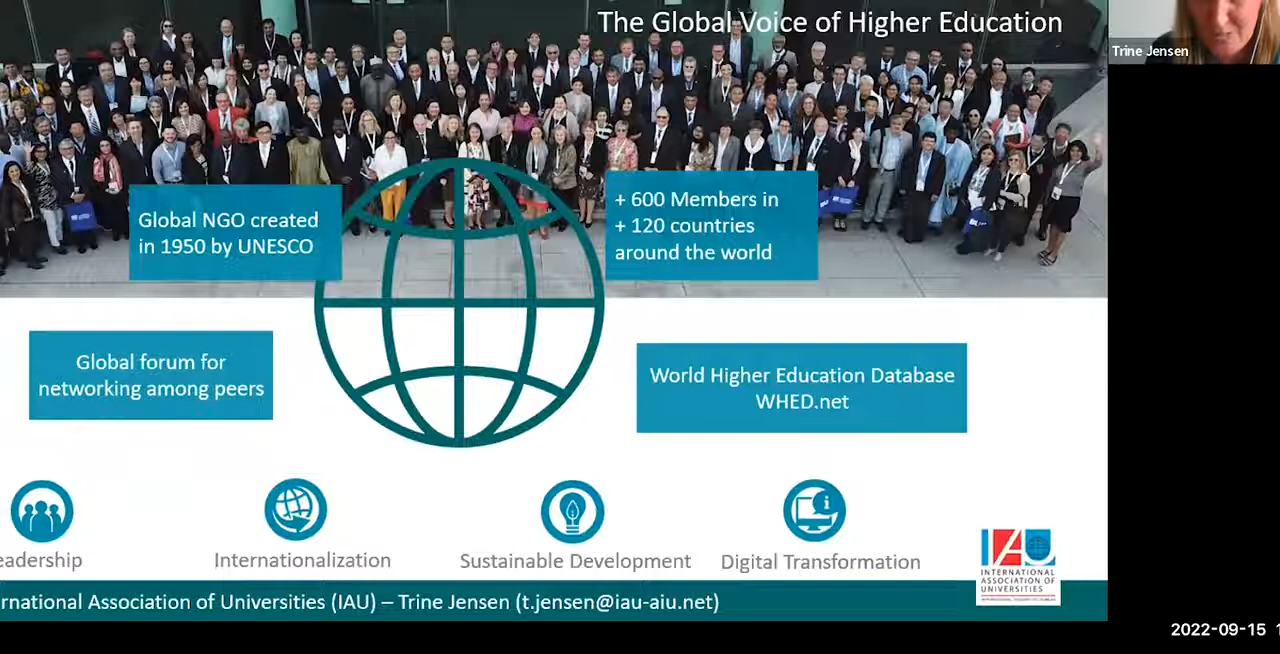 The Global Voice of Higher Education
Trine Jensen
Global NGO created
in 1950 by UNESCO
+ 600 Members in
+ 120 countries
around the world
Global forum for
networking among peers
World Higher Education Database
WHED.net
eadership
Internationalization
Sustainable Development
Digital Transformation
IAU
INTERNATIONAL
ASSOCIATION OF
UNIVERSITIES
rnational Association of Universities (IAU) – Trine Jensen (t.jensen@iau-aiu.net)
2022-09-15 1